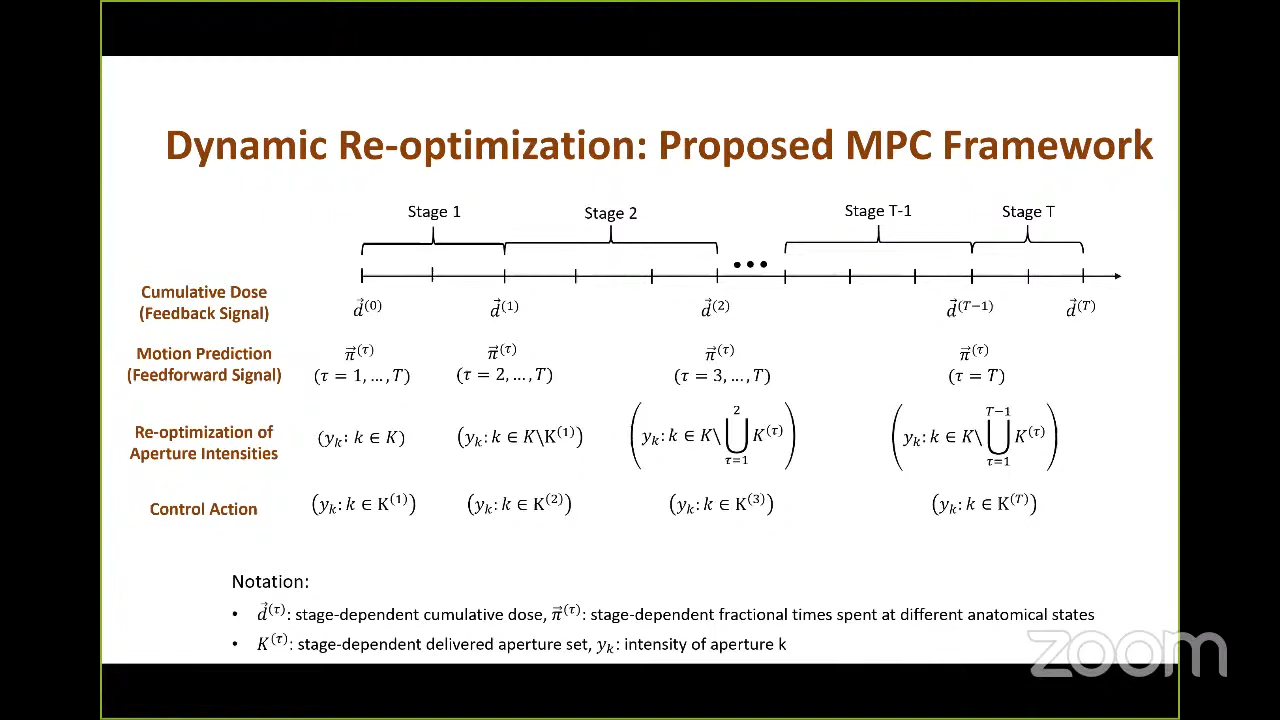 Dynamic Re-optimization: Proposed MPC Framework
Stage 1 Stage 2 Stage T-1 Stage T
•••
Cumulative Dose
(Feedback Signal)
d⃗⁽⁰⁾ d⃗⁽¹⁾ d⃗⁽²⁾ d⃗⁽ᵀ⁻¹⁾ d⃗⁽ᵀ⁾
Motion Prediction
(Feedforward Signal)
π⃗^(τ) π⃗^(τ) π⃗^(τ) π⃗^(τ)
(τ = 1, …, T) (τ = 2, …, T) (τ = 3, …, T) (τ = T)
Re-optimization of
Aperture Intensities
(yₖ: k ∈ K) (yₖ: k ∈ K\K⁽¹⁾) (yₖ: k ∈ K\ ⋃_{τ=1}^{2} K^(τ)) (yₖ: k ∈ K\ ⋃_{τ=1}^{T−1} K^(τ))
Control Action
(yₖ: k ∈ K⁽¹⁾) (yₖ: k ∈ K⁽²⁾) (yₖ: k ∈ K⁽³⁾) (yₖ: k ∈ K⁽ᵀ⁾)
Notation:
• d⃗^(τ): stage-dependent cumulative dose, π⃗^(τ): stage-dependent fractional times spent at different anatomical states
• K^(τ): stage-dependent delivered aperture set, yₖ: intensity of aperture k
zoom